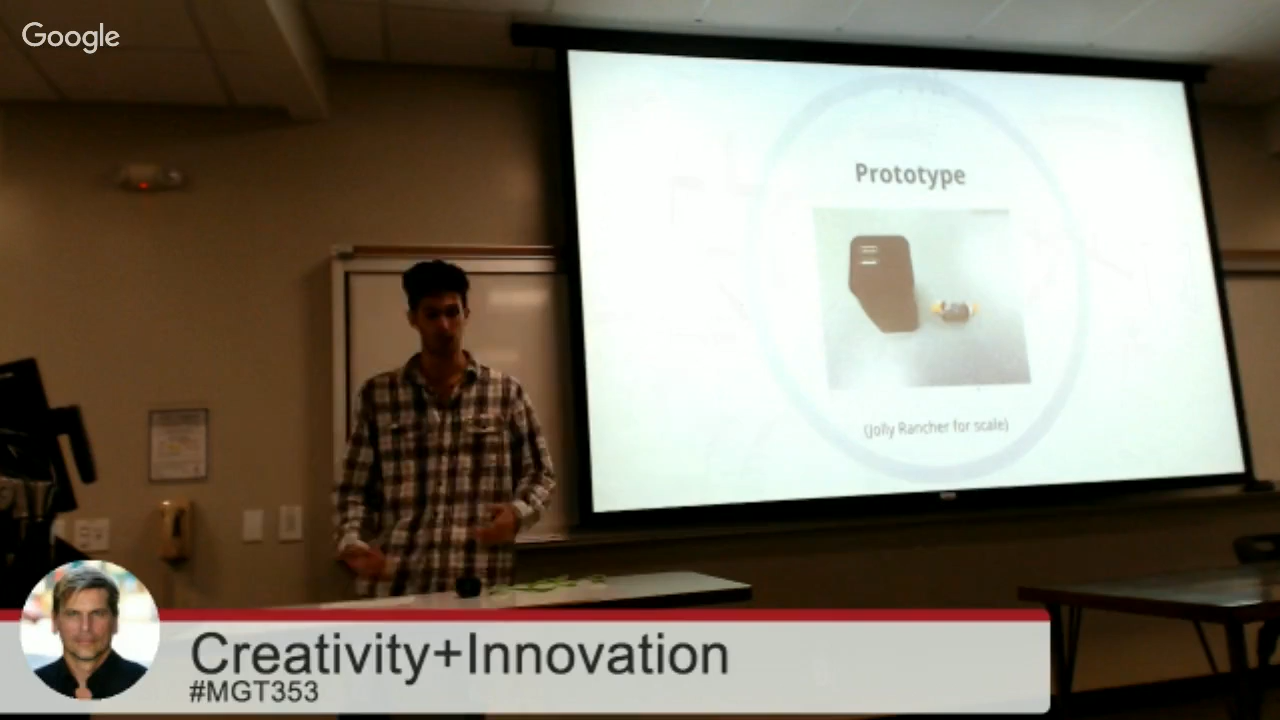 Google
Prototype
(Jolly Rancher for scale)
Creativity+Innovation
#MGT353